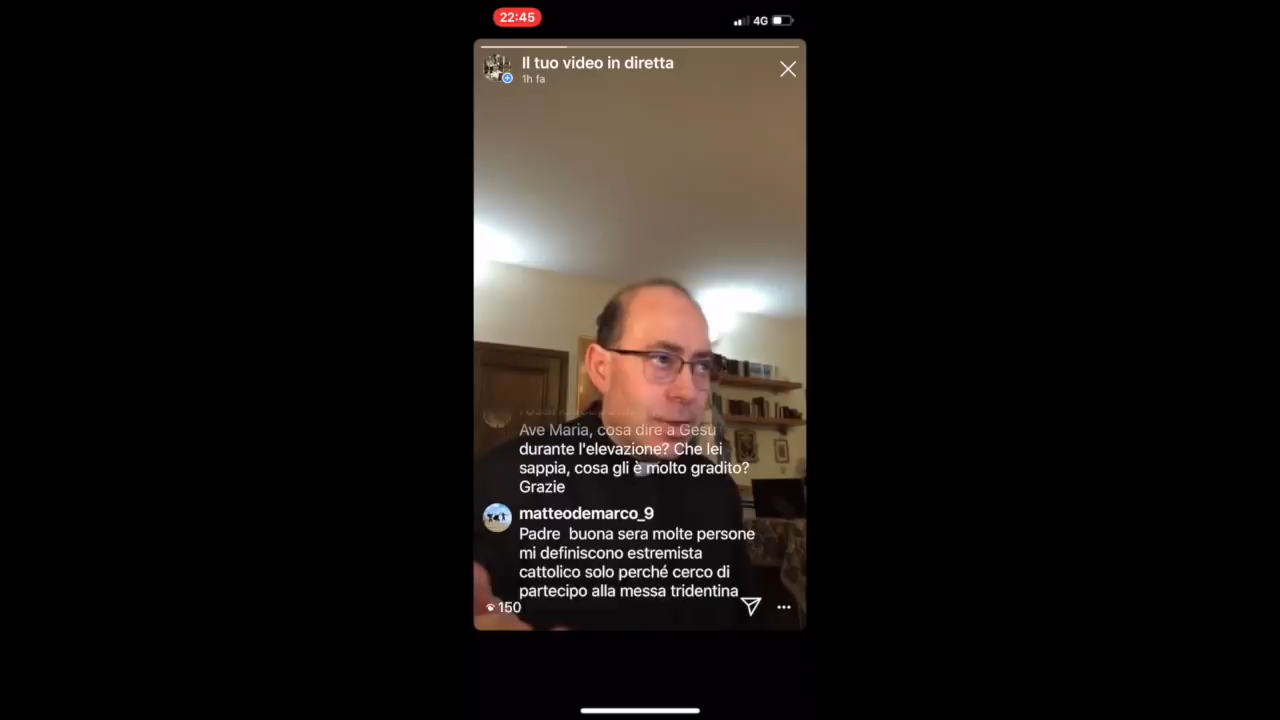 22:45
4G
Il tuo video in diretta
1h fa
Ave Maria, cosa dire a Gesù
durante l'elevazione? Che lei
sappia, cosa gli è molto gradito?
Grazie
matteodemarco_9
Padre buona sera molte persone
mi definiscono estremista
cattolico solo perché cerco di
partecipo alla messa tridentina
150